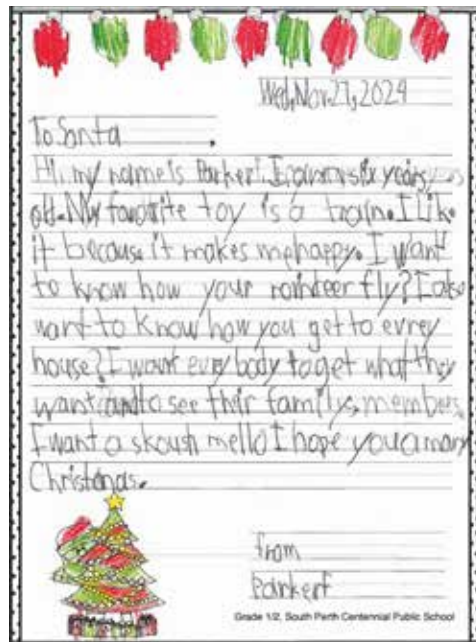 Wed, Nov. 27, 2024
To Santa
Hi, my name is Parker! I am six years
old. My favorite toy is a train. I like
it because it makes me happy. I want
to know how your reindeer fly? I also
want to know how you get to evrey
house? I want evry body to get what they
want and to see their familys members.
I want a skoush mello I hope you a mary
Christmas.
from
Parker f
Grade 1/2, South Perth Centennial Public School